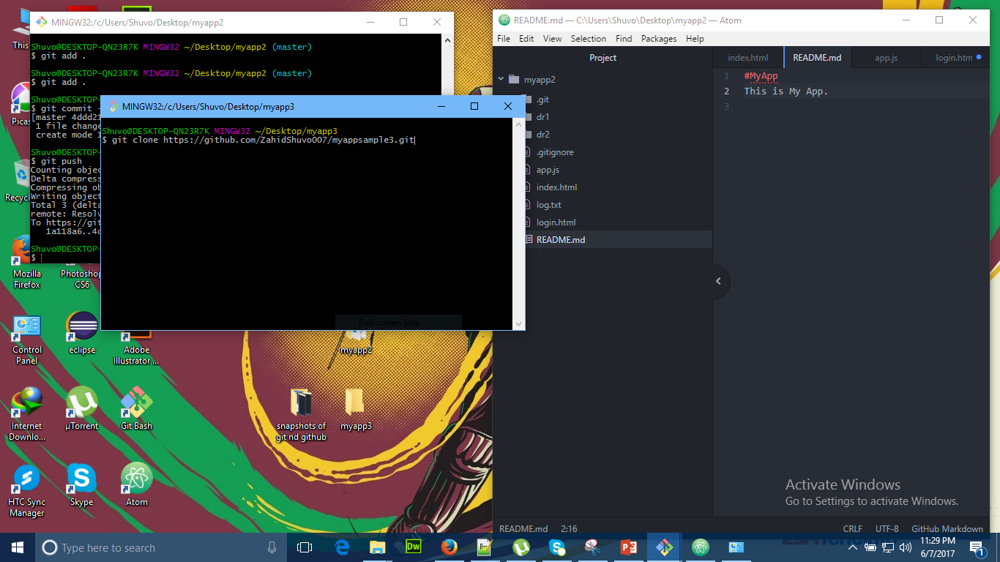 MINGW32:/c/Users/Shuvo/Desktop/myapp2
Shuvo@DESKTOP-QN23R7K MINGW32 ~/Desktop/myapp2 (master)
$ git add .
Shuvo@DESKTOP-QN23R7K MINGW32 ~/Desktop/myapp2 (master)
$ git add .
Shuvo@DESKTOP-
$ git commit -
[master 4ddd21
1 file change
create mode 1
Shuvo@DESKTOP-
$ git push
Counting objec
Delta compress
Compressing ob
Writing object
Total 3 (delta
remote: Resolv
To https://git
1a118a6..4d
Shuvo@DESKTOP-
$
MINGW32:/c/Users/Shuvo/Desktop/myapp3
Shuvo@DESKTOP-QN23R7K MINGW32 ~/Desktop/myapp3
$ git clone https://github.com/ZahidShuvo007/myappsample3.git
Full-screen Snip
README.md — C:\Users\Shuvo\Desktop\myapp2 — Atom
File Edit View Selection Find Packages Help
Project
myapp2
.git
dr1
dr2
.gitignore
app.js
index.html
log.txt
login.html
README.md
index.html README.md app.js login.htm
1 #MyApp
2 This is My App.
3
Activate Windows
Go to Settings to activate Windows.
README.md 2:16 CRLF UTF-8 GitHub Markdown
This
Picas
Recycl
Mozilla
Firefox
Photoshop
CS6
Control
Panel
eclipse
Adobe
Illustrator ...
myapp2
Internet
Downlo...
µTorrent
Git Bash
snapshots of
git nd github
myapp3
HTC Sync
Manager
Skype
Atom
Type here to search
Dw
11:29 PM
6/7/2017
1